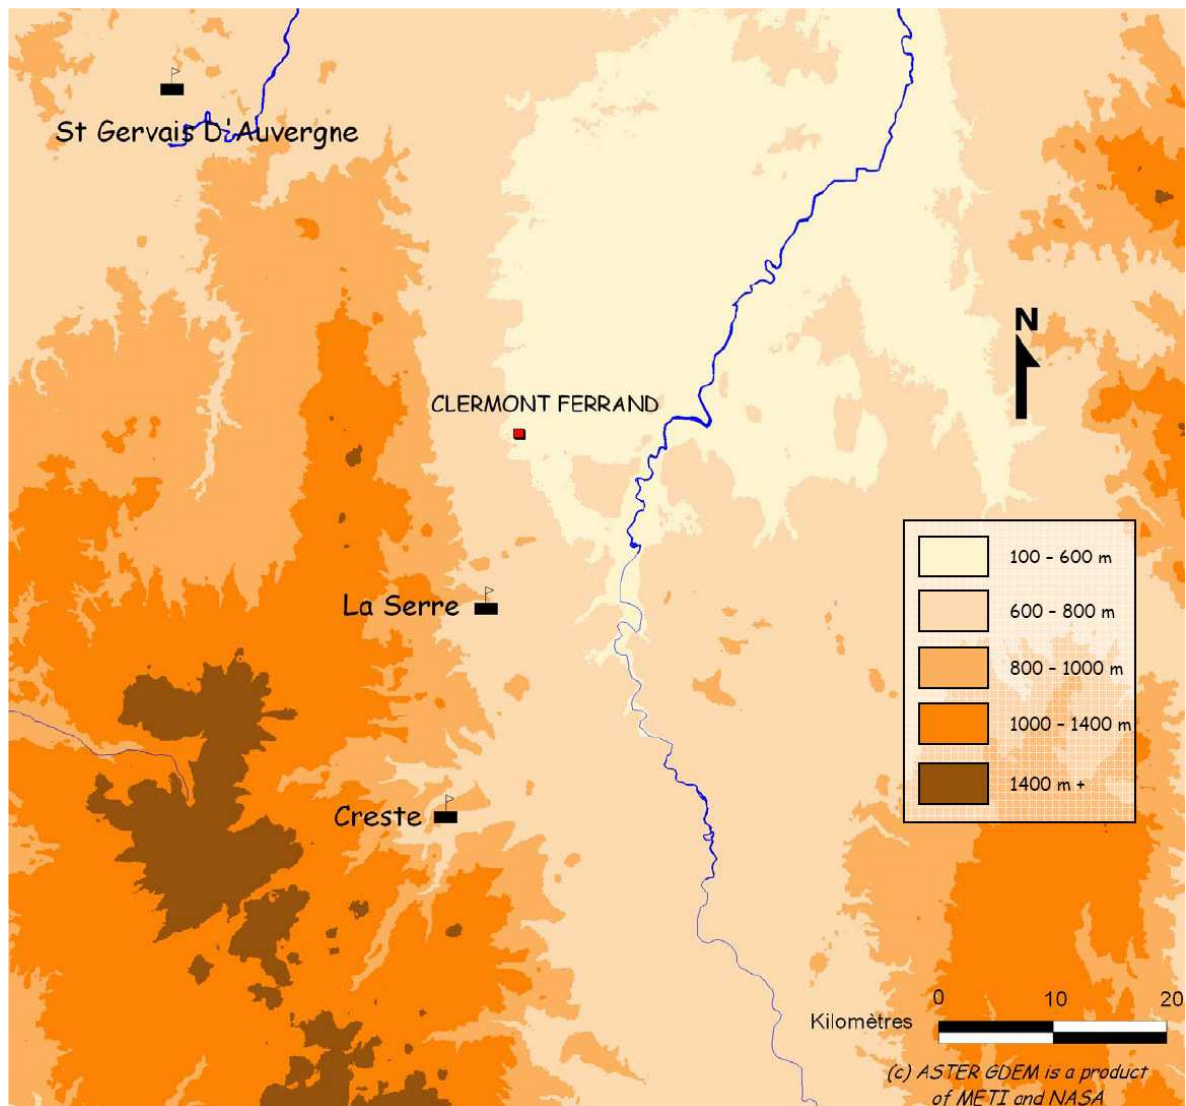 St Gervais D'Auvergne
N
CLERMONT FERRAND
100 - 600 m
La Serre
600 - 800 m
800 - 1000 m
1000 - 1400 m
1400 m +
Creste
0 10 20
Kilomètres
(c) ASTER GDEM is a product
of METI and NASA